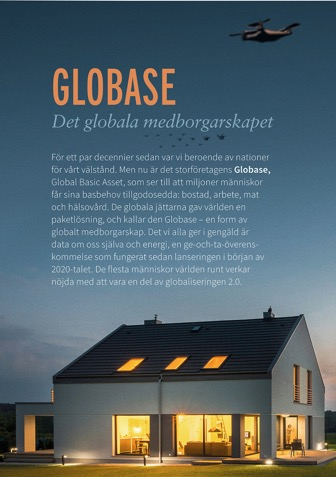 GLOBASE
Det globala medborgarskapet
För ett par decennier sedan var vi beroende av nationer
för vårt välstånd. Men nu är det storföretagens Globase,
Global Basic Asset, som ser till att miljoner människor
får sina basbehov tillgodosedda: bostad, arbete, mat
och hälsovård. De globala jättarna gav världen en
paketlösning, och kallar den Globase – en form av
globalt medborgarskap. Det vi alla ger i gengäld är
data om oss själva och energi, en ge-och-ta-överens-
kommelse som fungerat sedan lanseringen i början av
2020-talet. De flesta människor världen runt verkar
nöjda med att vara en del av globaliseringen 2.0.